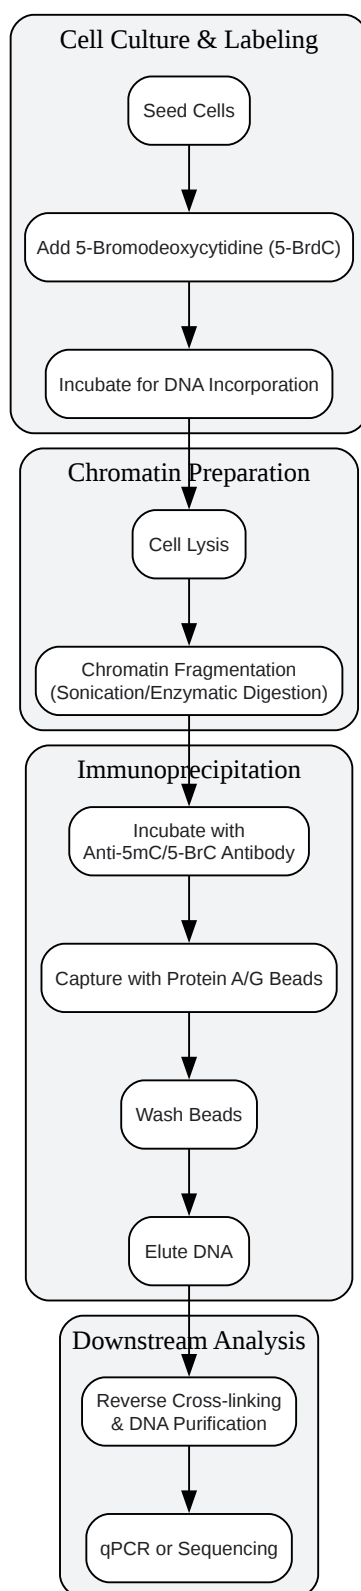 Cell Culture & Labeling
Seed Cells
Add 5-Bromodeoxycytidine (5-BrdC)
Incubate for DNA Incorporation
Chromatin Preparation
Cell Lysis
Chromatin Fragmentation
(Sonication/Enzymatic Digestion)
Immunoprecipitation
Incubate with
Anti-5mC/5-BrC Antibody
Capture with Protein A/G Beads
Wash Beads
Elute DNA
Downstream Analysis
Reverse Cross-linking
& DNA Purification
qPCR or Sequencing